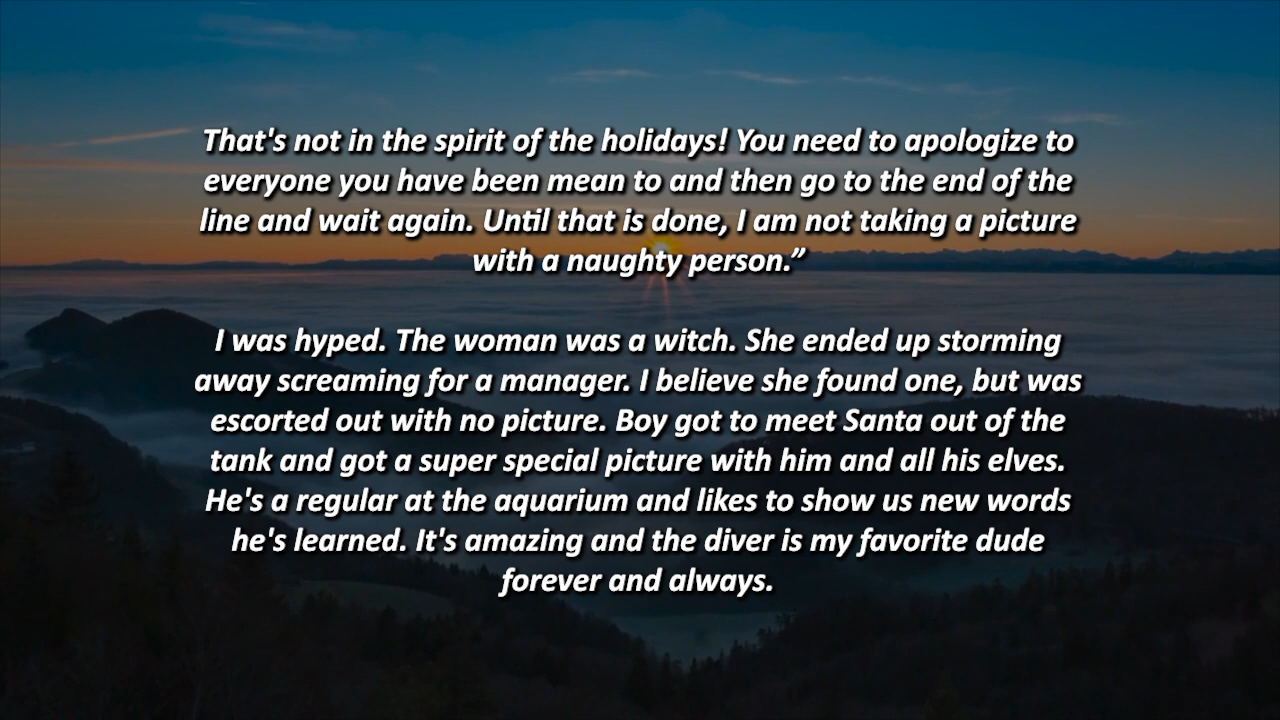 That's not in the spirit of the holidays! You need to apologize to
everyone you have been mean to and then go to the end of the
line and wait again. Until that is done, I am not taking a picture
with a naughty person.”
I was hyped. The woman was a witch. She ended up storming
away screaming for a manager. I believe she found one, but was
escorted out with no picture. Boy got to meet Santa out of the
tank and got a super special picture with him and all his elves.
He's a regular at the aquarium and likes to show us new words
he's learned. It's amazing and the diver is my favorite dude
forever and always.